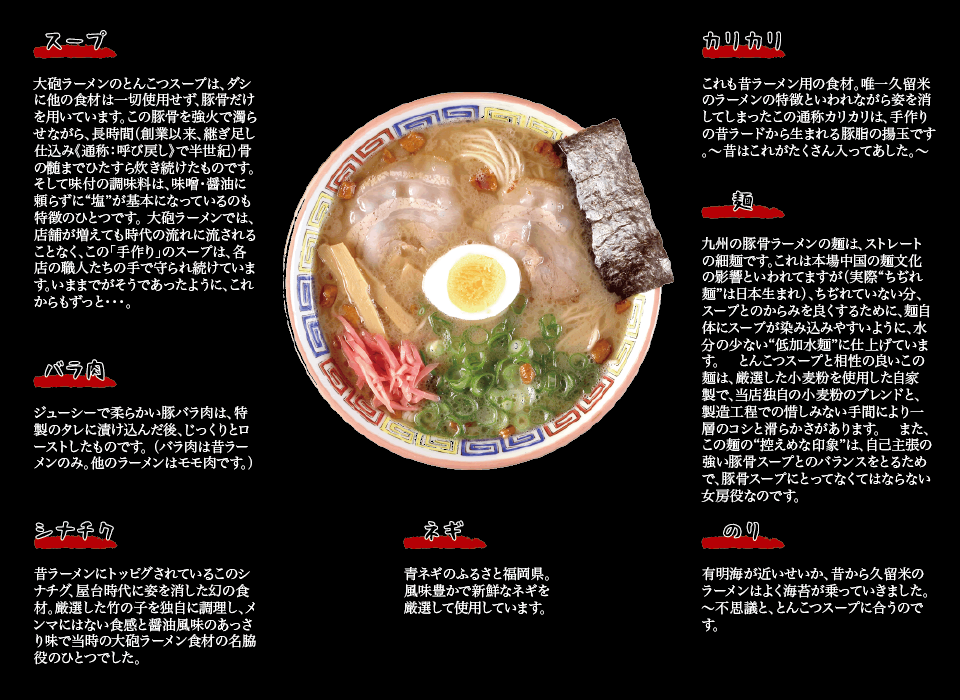 スープ
大砲ラーメンのとんこつスープは、ダシ
に他の食材は一切使用せず、豚骨だけ
を用いています。この豚骨を強火で濁ら
せながら、長時間(創業以来、継ぎ足し
仕込み《通称：呼び戻し》で半世紀)骨
の髄までひたすら炊き続けたものです。
そして味付の調味料は、味噌・醤油に
頼らずに“塩”が基本になっているのも
特徴のひとつです。大砲ラーメンでは、
店舗が増えても時代の流れに流される
ことなく、この「手作り」のスープは、各
店の職人たちの手で守られ続けていま
す。いままでがそうであったように、これ
からもずっと・・・。
バラ肉
ジューシーで柔らかい豚バラ肉は、特
製のタレに漬け込んだ後、じっくりとロ
ーストしたものです。（バラ肉は昔ラー
メンのみ。他のラーメンはモモ肉です。）
シナチク
昔ラーメンにトッピグされているこのシ
ナチグ、屋台時代に姿を消した幻の食
材。厳選した竹の子を独自に調理し、メ
ンマにはない食感と醤油風味のあっさ
り味で当時の大砲ラーメン食材の名脇
役のひとつでした。
ネギ
青ネギのふるさと福岡県。
風味豊かで新鮮なネギを
厳選して使用しています。
カリカリ
これも昔ラーメン用の食材。唯一久留米
のラーメンの特徴といわれながら姿を消
してしまったこの通称カリカリは、手作り
の昔ラードから生まれる豚脂の揚玉です
。～昔はこれがたくさん入ってあした。～
麺
九州の豚骨ラーメンの麺は、ストレート
の細麺です。これは本場中国の麺文化
の影響といわれてますが（実際“ちぢれ
麺”は日本生まれ）、ちぢれていない分、
スープとのからみを良くするために、麺自
体にスープが染み込みやすいように、水
分の少ない“低加水麺”に仕上げていま
す。　とんこつスープと相性の良いこの
麺は、厳選した小麦粉を使用した自家
製で、当店独自の小麦粉のブレンドと、
製造工程での惜しみない手間により一
層のコシと滑らかさがあります。　また、
この麺の“控えめな印象”は、自己主張の
強い豚骨スープとのバランスをとるため
で、豚骨スープにとってなくてはならない
女房役なのです。
のり
有明海が近いせいか、昔から久留米の
ラーメンはよく海苔が乗っていきました。
～不思議と、とんこつスープに合うので
す。